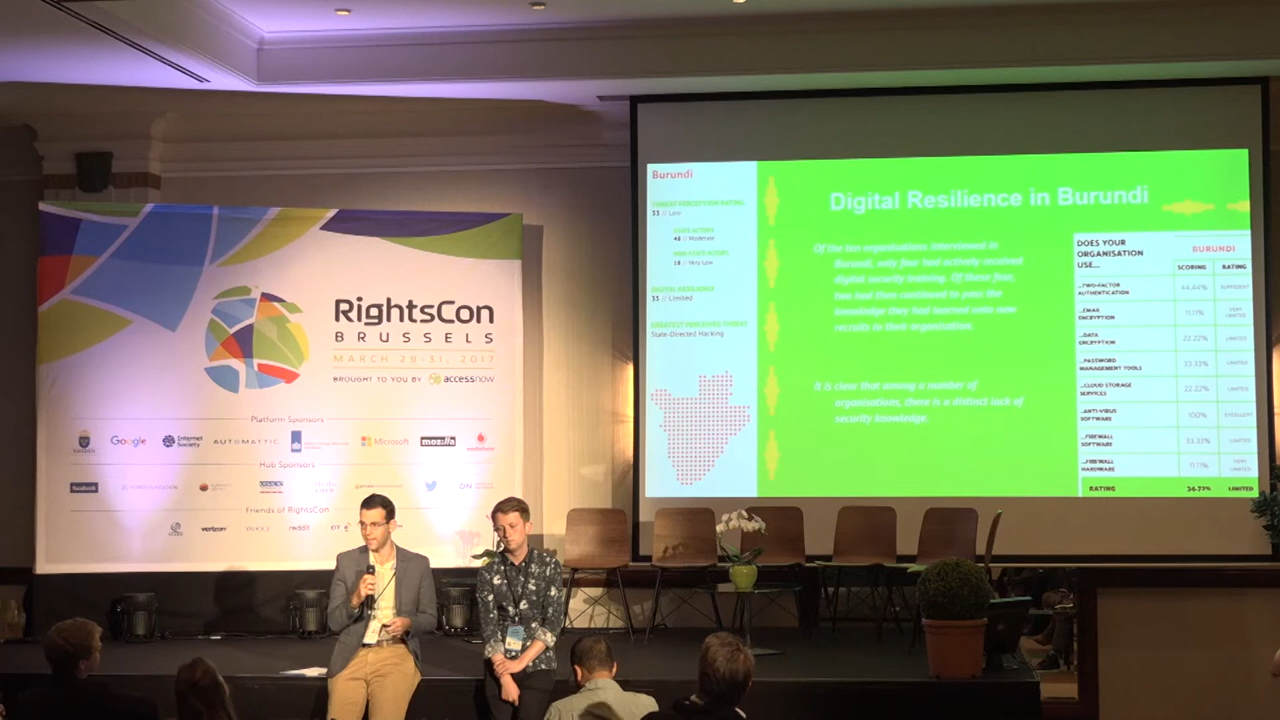 RightsCon
BRUSSELS
MARCH 29-31, 2017
BROUGHT TO YOU BY accessnow
Platform Sponsors
SWEDEN
Google
Internet Society
AUTOMATTIC
Microsoft
mozilla
vodafone
Hub Sponsors
facebook
Friends of RightsCon
verizon
YAHOO!
reddit
EY
Burundi
THREAT PERCEPTION RATING
33 // Low
STATE ACTORS
48 // Moderate
NON-STATE ACTORS
18 // Very Low
DIGITAL RESILIENCE
35 // Limited
GREATEST PERCEIVED THREAT
State-Directed Hacking
Digital Resilience in Burundi
Of the ten organisations interviewed in
Burundi, only four had actively received
digital security training. Of these four,
two had then continued to pass the
knowledge they had learned onto new
recruits to their organisation.
It is clear that among a number of
organisations, there is a distinct lack of
security knowledge.
DOES YOUR
ORGANISATION
USE...
BURUNDI
SCORING RATING
...TWO-FACTOR
AUTHENTICATION
44.44% SUFFICIENT
...EMAIL
ENCRYPTION
11.11% VERY LIMITED
...DATA
ENCRYPTION
22.22% LIMITED
...PASSWORD
MANAGEMENT TOOLS
33.33% LIMITED
...CLOUD STORAGE
SERVICES
22.22% LIMITED
...ANTI-VIRUS
SOFTWARE
100% EXCELLENT
...FIREWALL
SOFTWARE
33.33% LIMITED
...FIREWALL
HARDWARE
11.11% VERY LIMITED
RATING 34.72% LIMITED